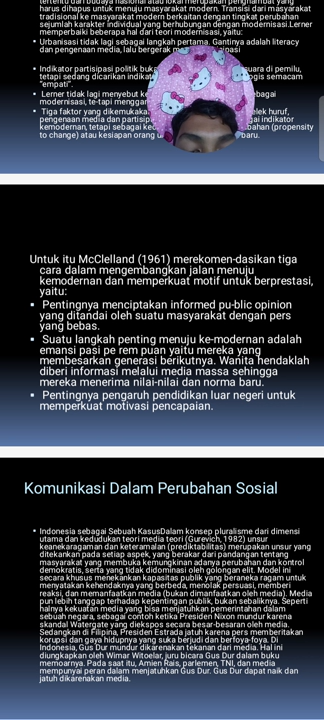 tertentu dan budaya nasional atau lokal merupakan penghambat yang
harus dihapus untuk menuju masyarakat modern. Transisi dari masyarakat
tradisional ke masyarakat modern berkaitan dengan tingkat perubahan
sejumlah karakter individual yang berhubungan dengan modernisasi.Lerner
memperbaiki beberapa hal dari teori modernisasi, yaitu:
▪ Urbanisasi tidak lagi sebagai langkah pertama. Gantinya adalah literacy
dan pengenaan media, lalu bergerak
▪ Indikator partisipasi politik
di pemilu,
tetapi sedang dicarikan
semacam
"empati".
▪ Lerner tidak lagi menyebut
sebagai
modernisasi, te-tapi
▪ Tiga faktor yang dikemukaka
melek huruf,
pengenaan media dan
indikator
kemodernan, tetapi sebagai
(propensity
to change) atau kesiapan orang
baru.
Untuk itu McClelland (1961) merekomen-dasikan tiga
cara dalam mengembangkan jalan menuju
kemodernan dan memperkuat motif untuk berprestasi,
yaitu:
▪ Pentingnya menciptakan informed pu-blic opinion
yang ditandai oleh suatu masyarakat dengan pers
yang bebas.
▪ Suatu langkah penting menuju ke-modernan adalah
emansi pasi pe rem puan yaitu mereka yang
membesarkan generasi berikutnya. Wanita hendaklah
diberi informasi melalui media massa sehingga
mereka menerima nilai-nilai dan norma baru.
▪ Pentingnya pengaruh pendidikan luar negeri untuk
memperkuat motivasi pencapaian.
Komunikasi Dalam Perubahan Sosial
▪ Indonesia sebagai Sebuah KasusDalam konsep pluralisme dari dimensi
utama dan kedudukan teori media teori (Gurevich, 1982) unsur
keanekaragaman dan keteramalan (prediktabilitas) merupakan unsur yang
ditekankan pada setiap aspek, yang berakar dari pandangan tentang
masyarakat yang membuka kemungkinan adanya perubahan dan kontrol
demokratis, serta yang tidak didominasi oleh golongan elit. Model ini
secara khusus menekankan kapasitas publik yang beraneka ragam untuk
menyatakan kehendaknya yang berbeda, menolak persuasi, memberi
reaksi, dan memanfaatkan media (bukan dimanfaatkan oleh media). Media
pun lebih tanggap terhadap kepentingan publik, bukan sebaliknya. Seperti
halnya kekuatan media yang bisa menjatuhkan pemerintahan dalam
sebuah negara, sebagai contoh ketika Presiden Nixon mundur karena
skandal Watergate yang diekspos secara besar-besaran oleh media.
Sedangkan di Filipina, Presiden Estrada jatuh karena pers memberitakan
korupsi dan gaya hidupnya yang suka berjudi dan berfoya-foya. Di
Indonesia, Gus Dur mundur dikarenakan tekanan dari media. Hal ini
diungkapkan oleh Wimar Witoelar, juru bicara Gus Dur dalam buku
memoarnya. Pada saat itu, Amien Rais, parlemen, TNI, dan media
mempunyai peran dalam menjatuhkan Gus Dur. Gus Dur dapat naik dan
jatuh dikarenakan media.